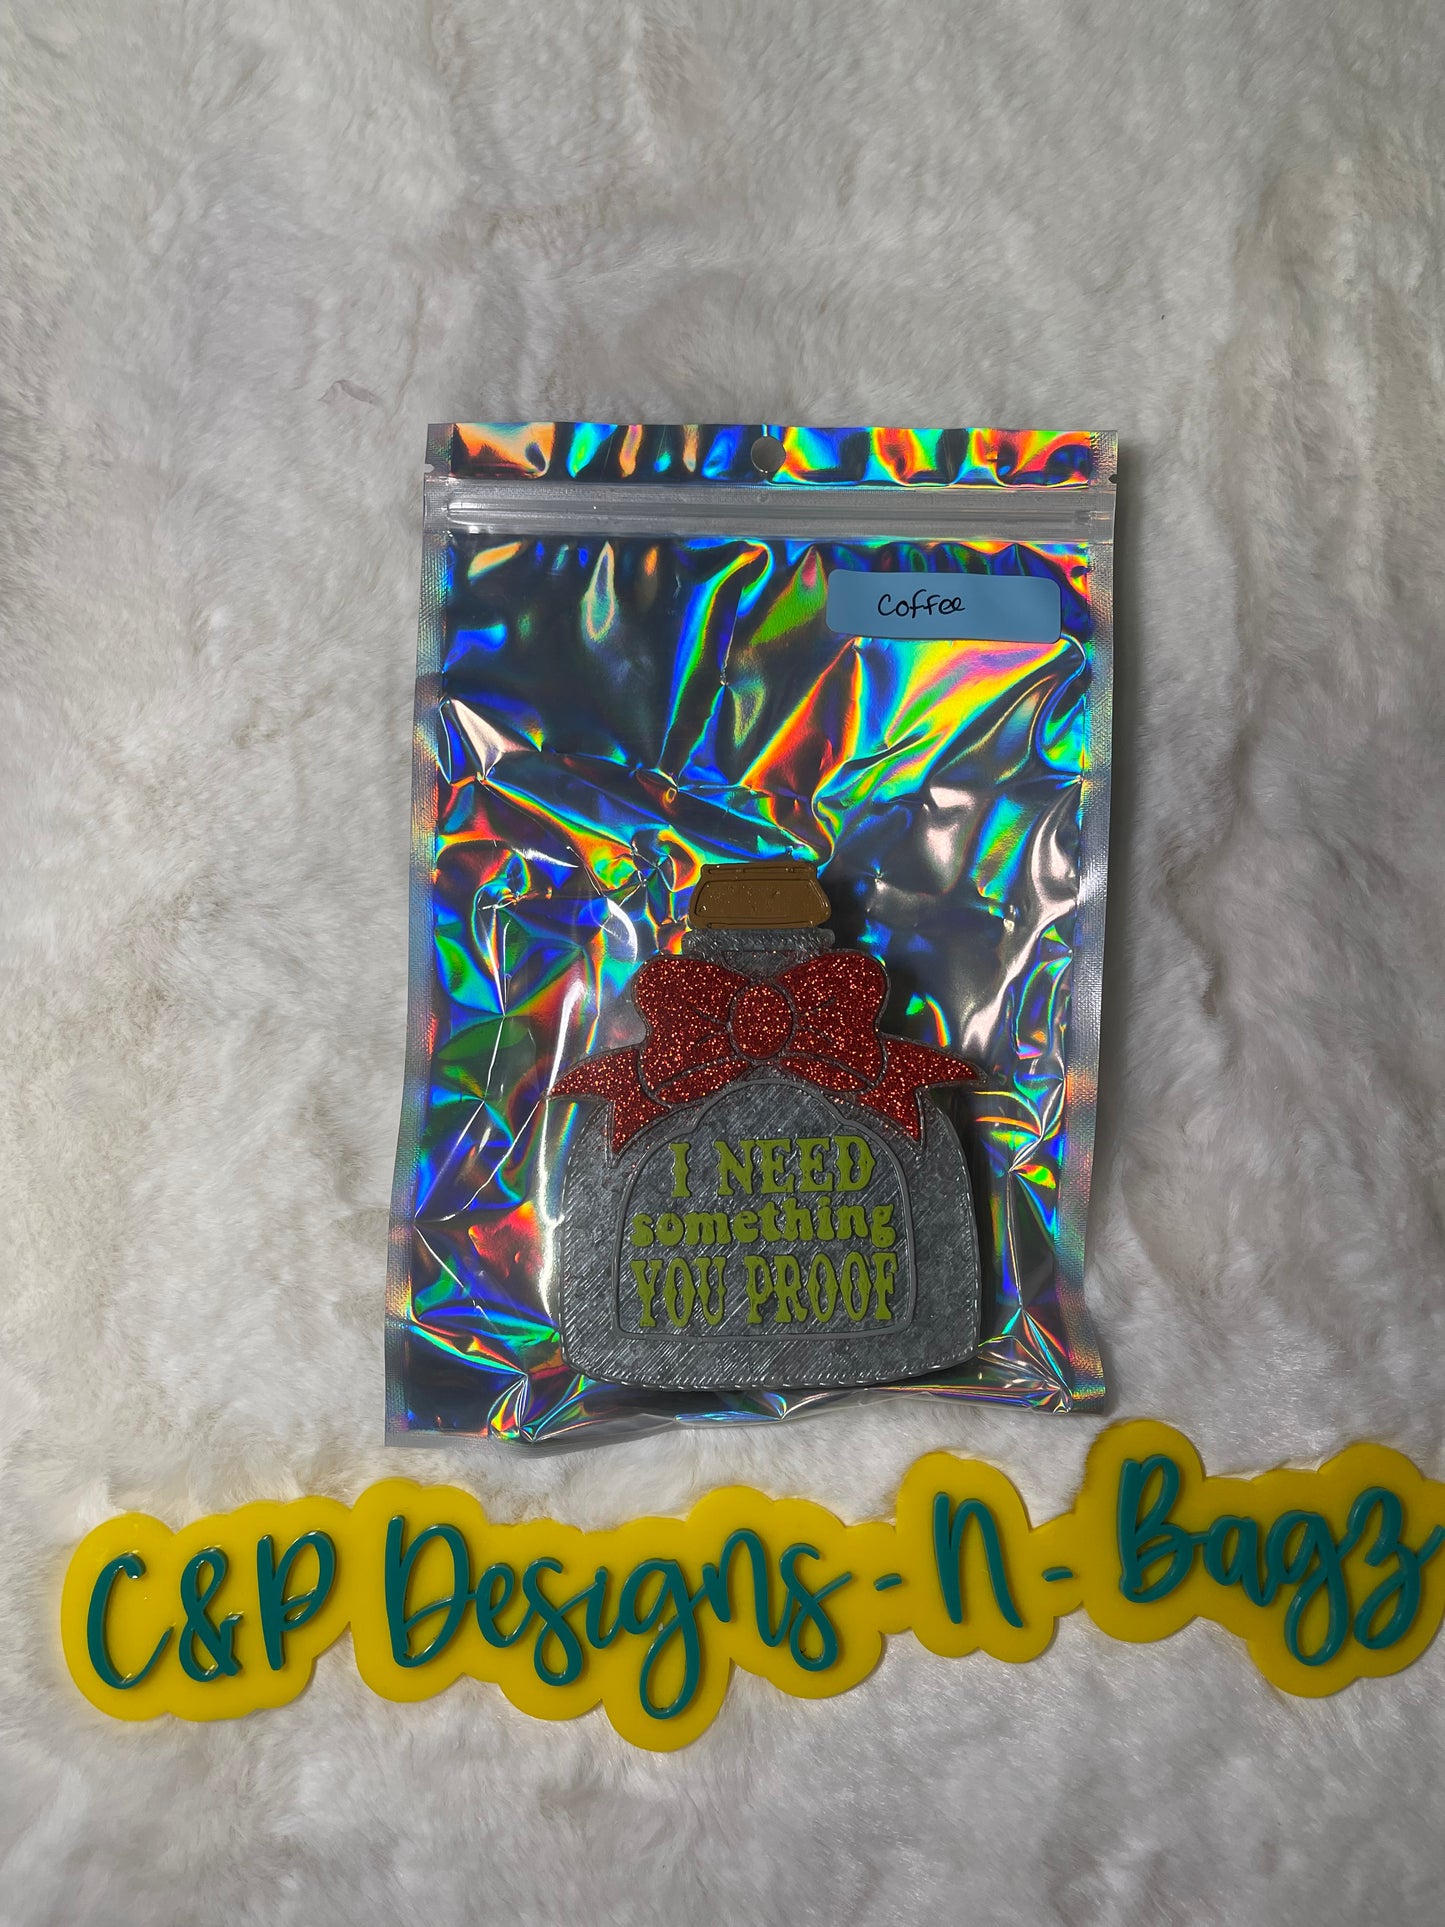 Coffee
I NEED
something
YOU PROOF
C&P Designs-N-Bagz